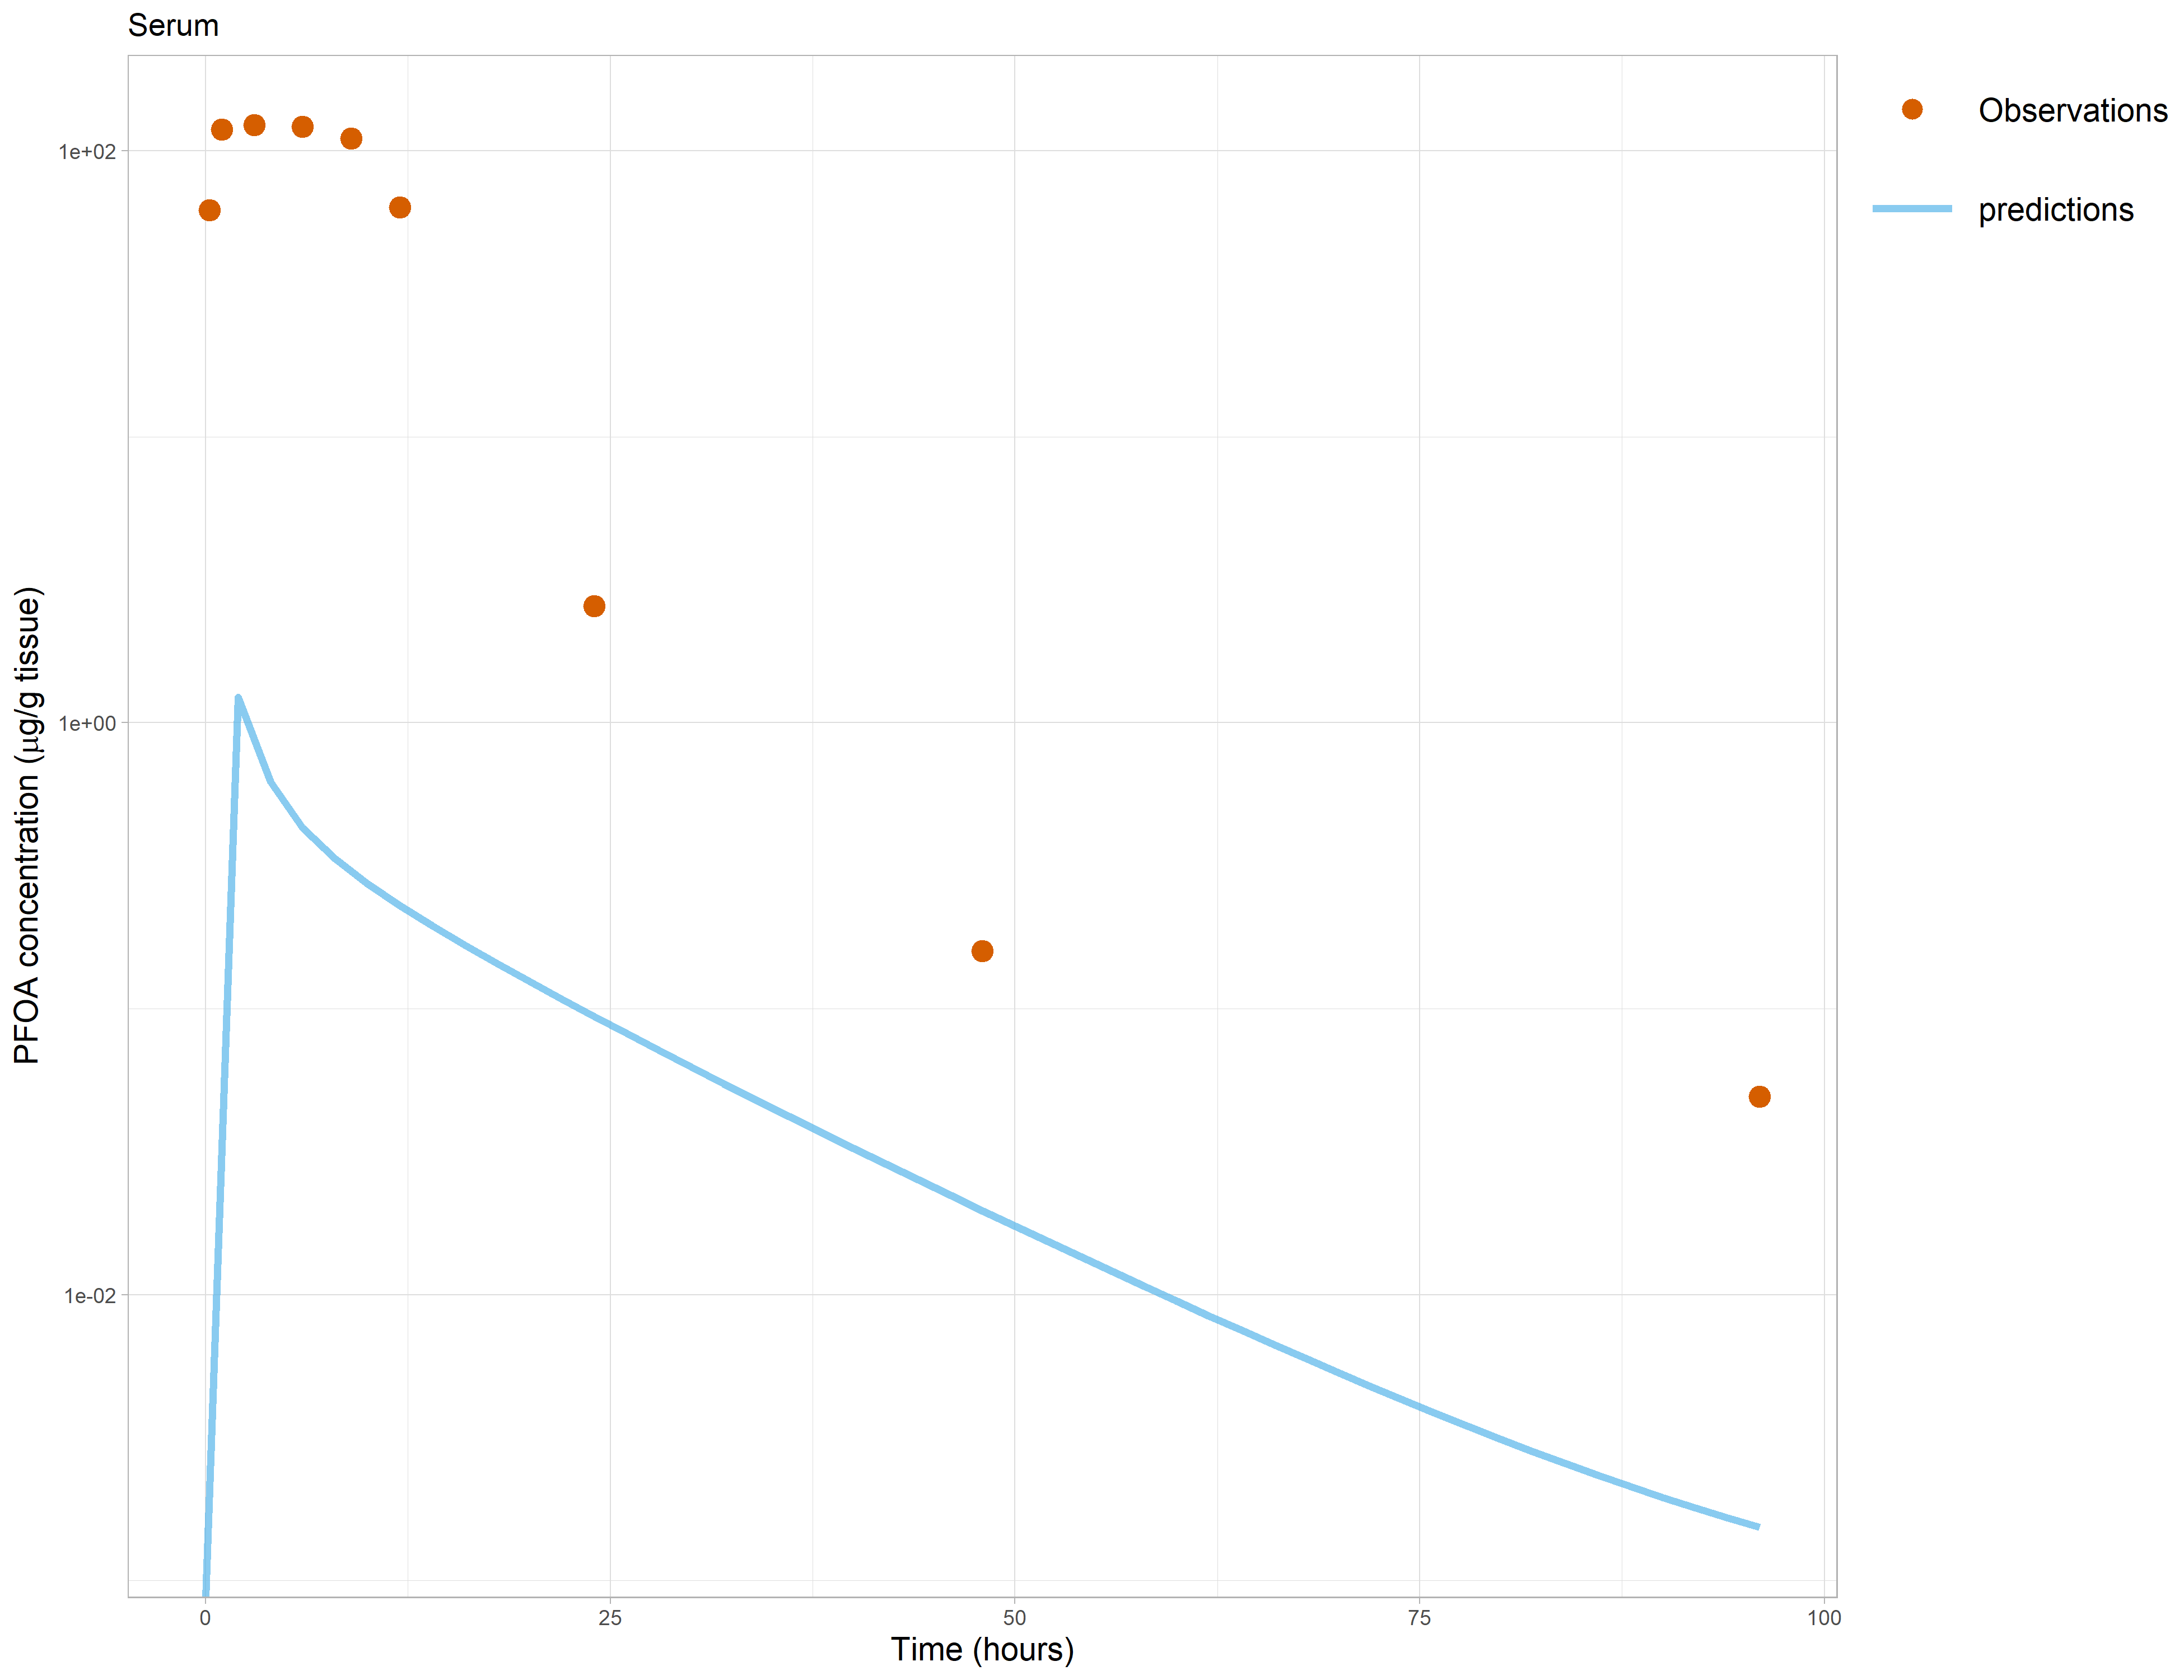 Serum
Observations
predictions
PFOA concentration (μg/g tissue)
1e+02
1e+00
1e-02
0 25 50 75 100
Time (hours)